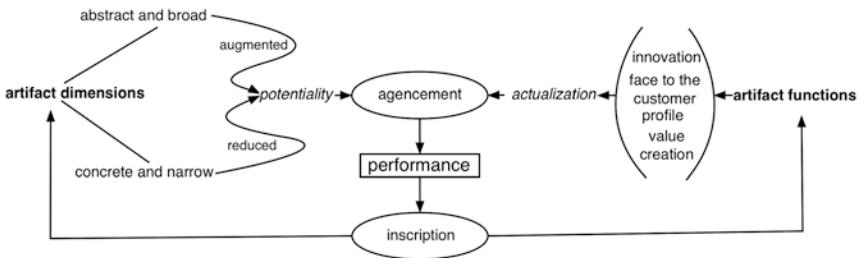 abstract and broad
augmented
artifact dimensions
potentiality
agencement
actualization
innovation
face to the
customer
profile
value
creation
artifact functions
reduced
concrete and narrow
performance
inscription